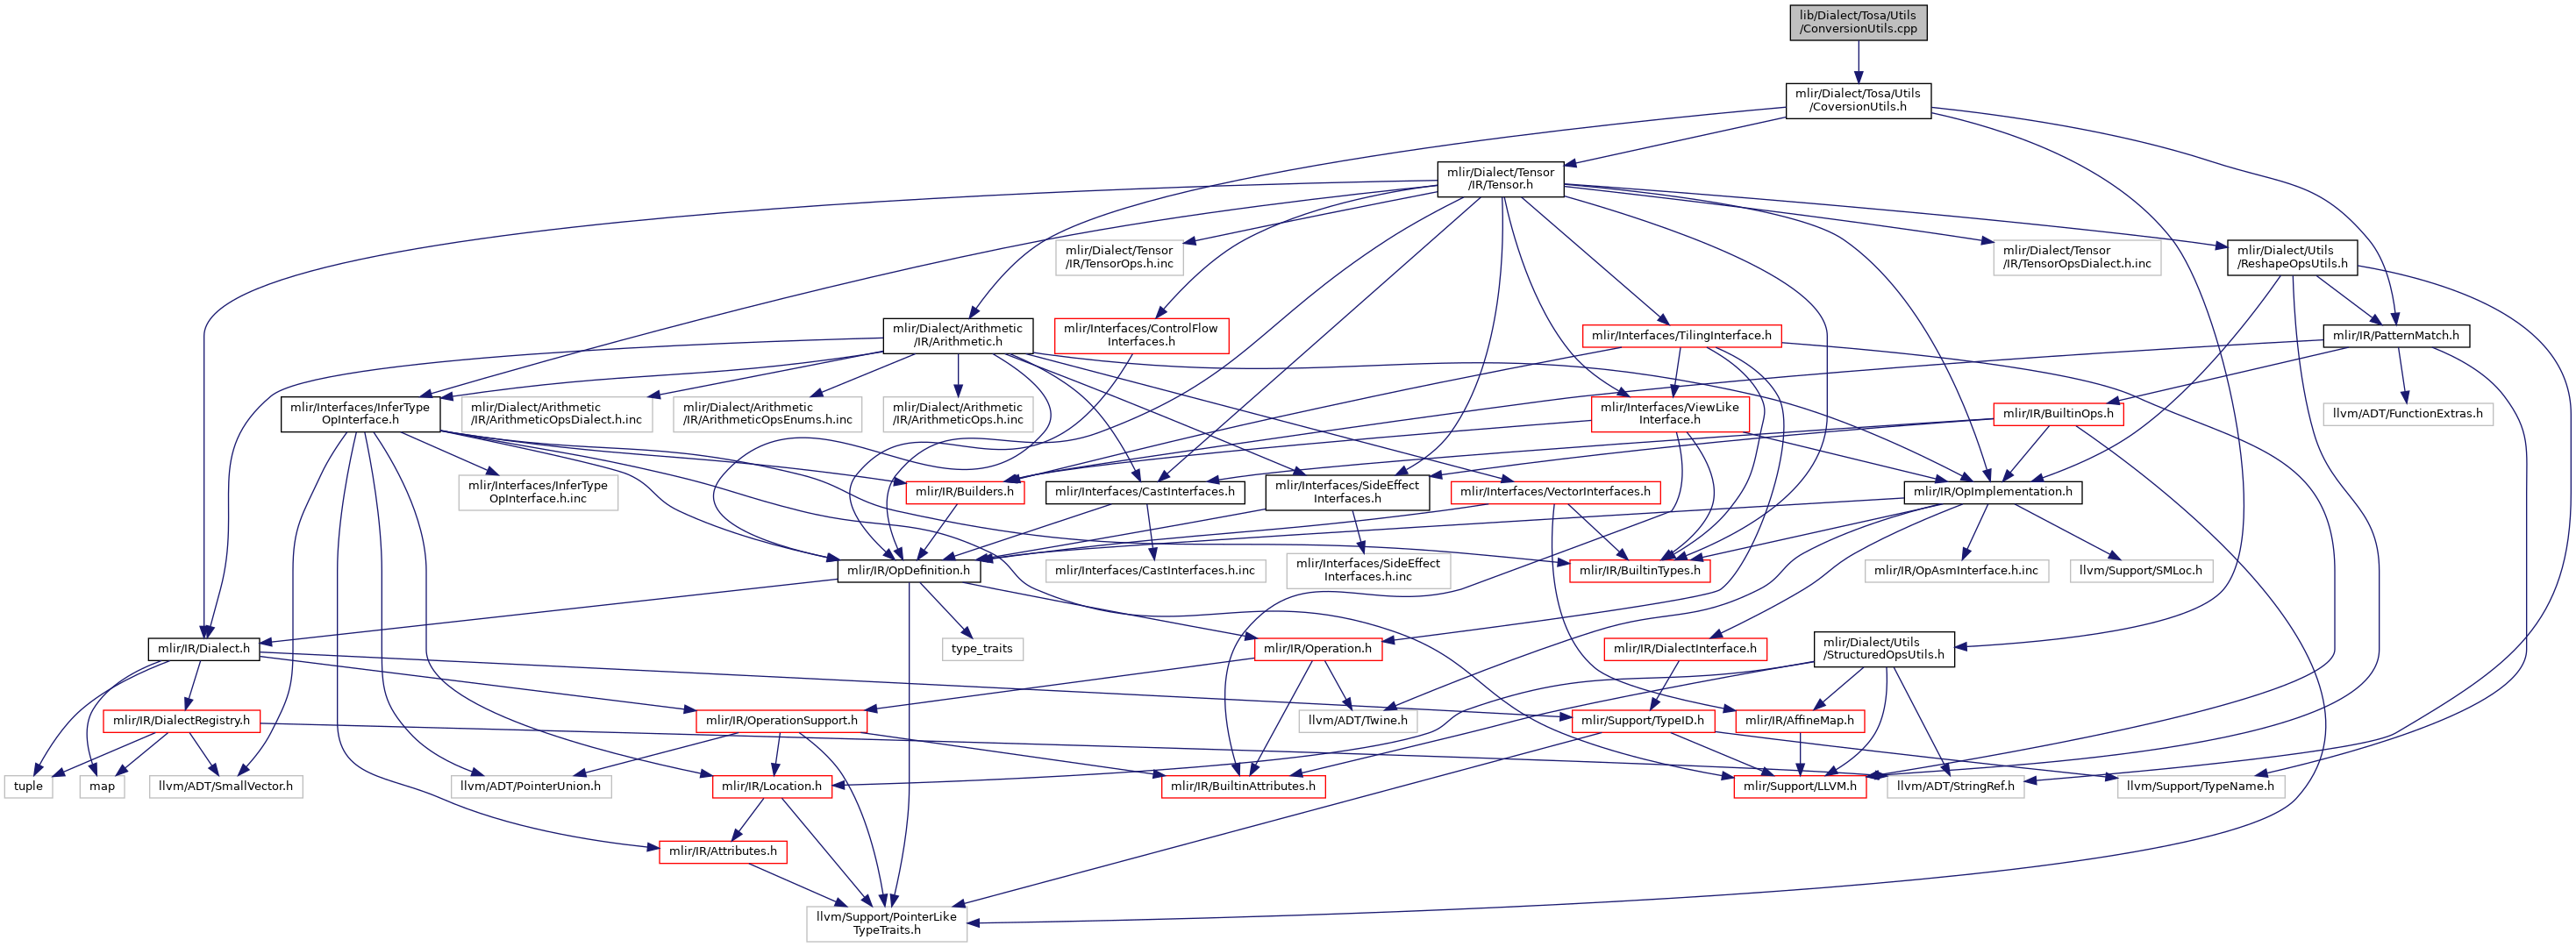 lib/Dialect/Tosa/Utils
/ConversionUtils.cpp
mlir/Dialect/Tosa/Utils
/CoversionUtils.h
mlir/Dialect/Tensor
/IR/Tensor.h
mlir/Dialect/Tensor
/IR/TensorOps.h.inc
mlir/Dialect/Tensor
/IR/TensorOpsDialect.h.inc
mlir/Dialect/Utils
/ReshapeOpsUtils.h
mlir/Dialect/Arithmetic
/IR/Arithmetic.h
mlir/Interfaces/ControlFlow
Interfaces.h
mlir/Interfaces/TilingInterface.h
mlir/IR/PatternMatch.h
mlir/Interfaces/InferType
OpInterface.h
mlir/Dialect/Arithmetic
/IR/ArithmeticOpsDialect.h.inc
mlir/Dialect/Arithmetic
/IR/ArithmeticOpsEnums.h.inc
mlir/Dialect/Arithmetic
/IR/ArithmeticOps.h.inc
mlir/Interfaces/ViewLike
Interface.h
mlir/IR/BuiltinOps.h
llvm/ADT/FunctionExtras.h
mlir/Interfaces/InferType
OpInterface.h.inc
mlir/IR/Builders.h
mlir/Interfaces/CastInterfaces.h
mlir/Interfaces/SideEffect
Interfaces.h
mlir/Interfaces/VectorInterfaces.h
mlir/IR/OpImplementation.h
mlir/IR/OpDefinition.h
mlir/Interfaces/CastInterfaces.h.inc
mlir/Interfaces/SideEffect
Interfaces.h.inc
mlir/IR/BuiltinTypes.h
mlir/IR/OpAsmInterface.h.inc
llvm/Support/SMLoc.h
mlir/IR/Dialect.h
type_traits
mlir/IR/Operation.h
mlir/IR/DialectInterface.h
mlir/Dialect/Utils
/StructuredOpsUtils.h
mlir/IR/DialectRegistry.h
mlir/IR/OperationSupport.h
llvm/ADT/Twine.h
mlir/Support/TypeID.h
mlir/IR/AffineMap.h
tuple
map
llvm/ADT/SmallVector.h
llvm/ADT/PointerUnion.h
mlir/IR/Location.h
mlir/IR/BuiltinAttributes.h
mlir/Support/LLVM.h
llvm/ADT/StringRef.h
llvm/Support/TypeName.h
mlir/IR/Attributes.h
llvm/Support/PointerLike
TypeTraits.h